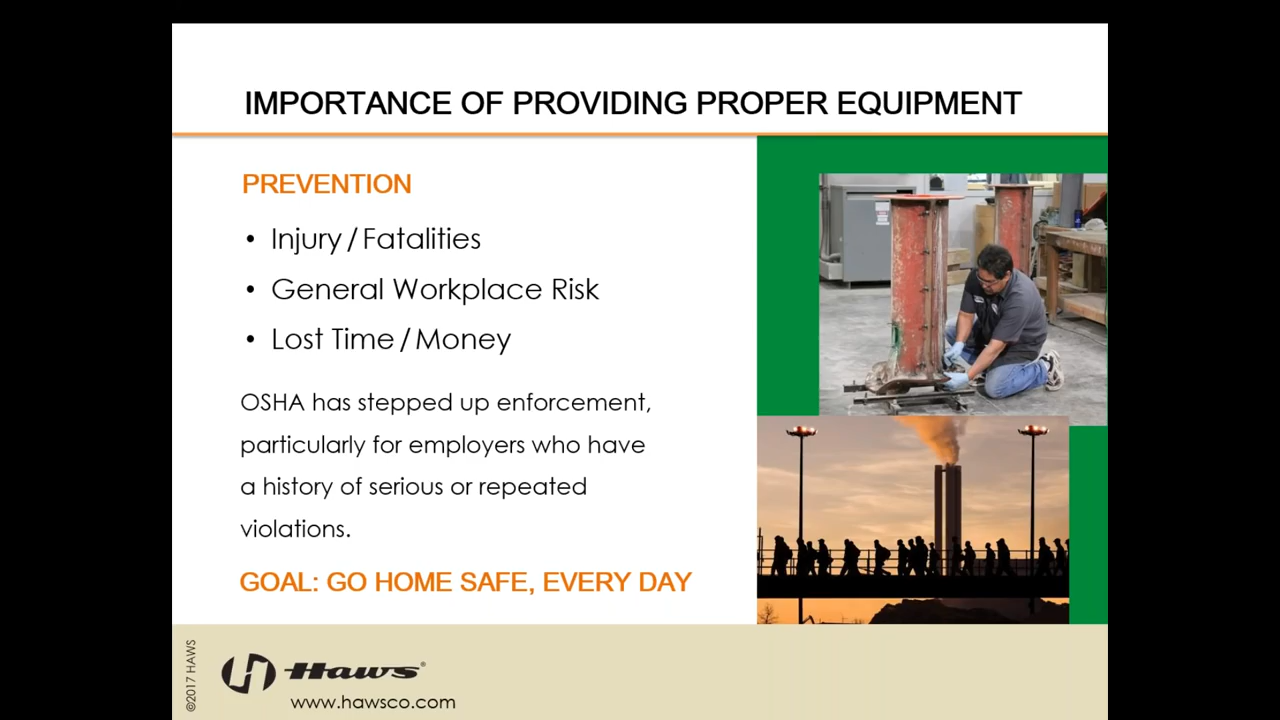 IMPORTANCE OF PROVIDING PROPER EQUIPMENT
PREVENTION
• Injury / Fatalities
• General Workplace Risk
• Lost Time / Money
OSHA has stepped up enforcement,
particularly for employers who have
a history of serious or repeated
violations.
GOAL: GO HOME SAFE, EVERY DAY
©2017 HAWS
Haws®
www.hawsco.com